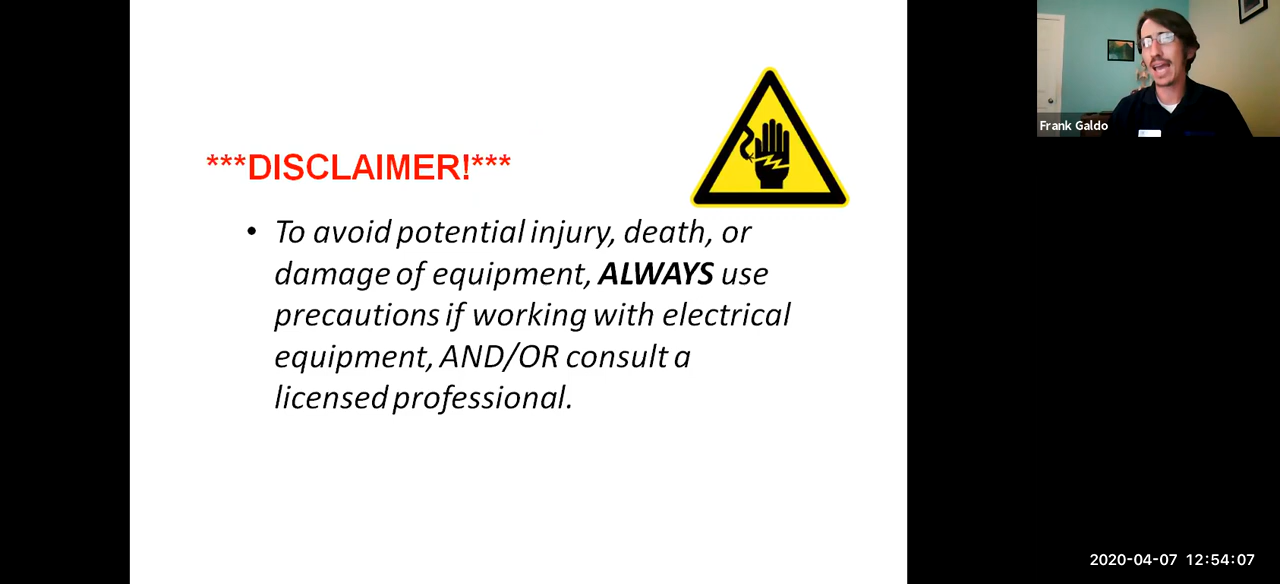 ***DISCLAIMER!***
• To avoid potential injury, death, or
damage of equipment, ALWAYS use
precautions if working with electrical
equipment, AND/OR consult a
licensed professional.
Frank Galdo
2020-04-07 12:54:07